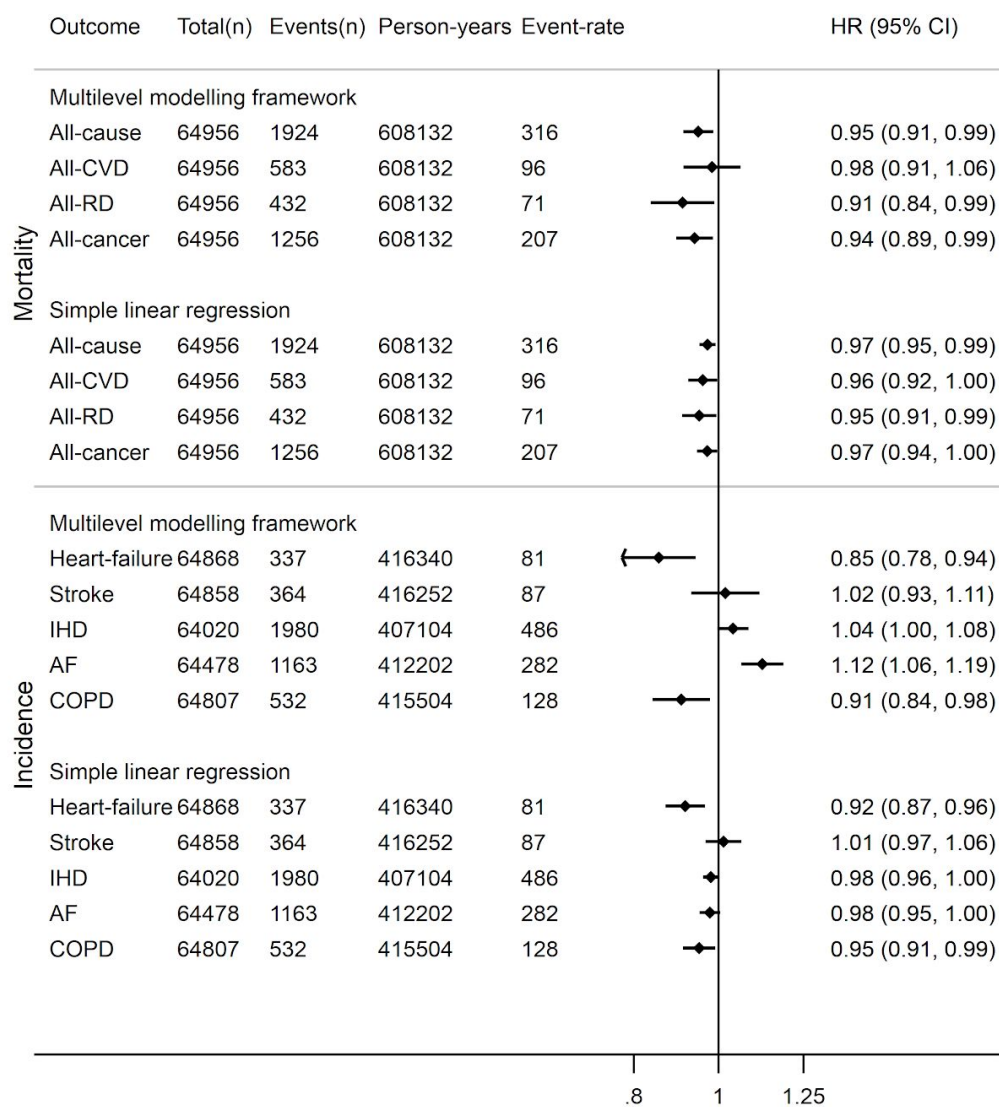 Outcome Total(n) Events(n) Person-years Event-rate HR (95% CI)
Mortality
Multilevel modelling framework
All-cause 64956 1924 608132 316 0.95 (0.91, 0.99)
All-CVD 64956 583 608132 96 0.98 (0.91, 1.06)
All-RD 64956 432 608132 71 0.91 (0.84, 0.99)
All-cancer 64956 1256 608132 207 0.94 (0.89, 0.99)
Simple linear regression
All-cause 64956 1924 608132 316 0.97 (0.95, 0.99)
All-CVD 64956 583 608132 96 0.96 (0.92, 1.00)
All-RD 64956 432 608132 71 0.95 (0.91, 0.99)
All-cancer 64956 1256 608132 207 0.97 (0.94, 1.00)
Incidence
Multilevel modelling framework
Heart-failure 64868 337 416340 81 0.85 (0.78, 0.94)
Stroke 64858 364 416252 87 1.02 (0.93, 1.11)
IHD 64020 1980 407104 486 1.04 (1.00, 1.08)
AF 64478 1163 412202 282 1.12 (1.06, 1.19)
COPD 64807 532 415504 128 0.91 (0.84, 0.98)
Simple linear regression
Heart-failure 64868 337 416340 81 0.92 (0.87, 0.96)
Stroke 64858 364 416252 87 1.01 (0.97, 1.06)
IHD 64020 1980 407104 486 0.98 (0.96, 1.00)
AF 64478 1163 412202 282 0.98 (0.95, 1.00)
COPD 64807 532 415504 128 0.95 (0.91, 0.99)
.8 1 1.25